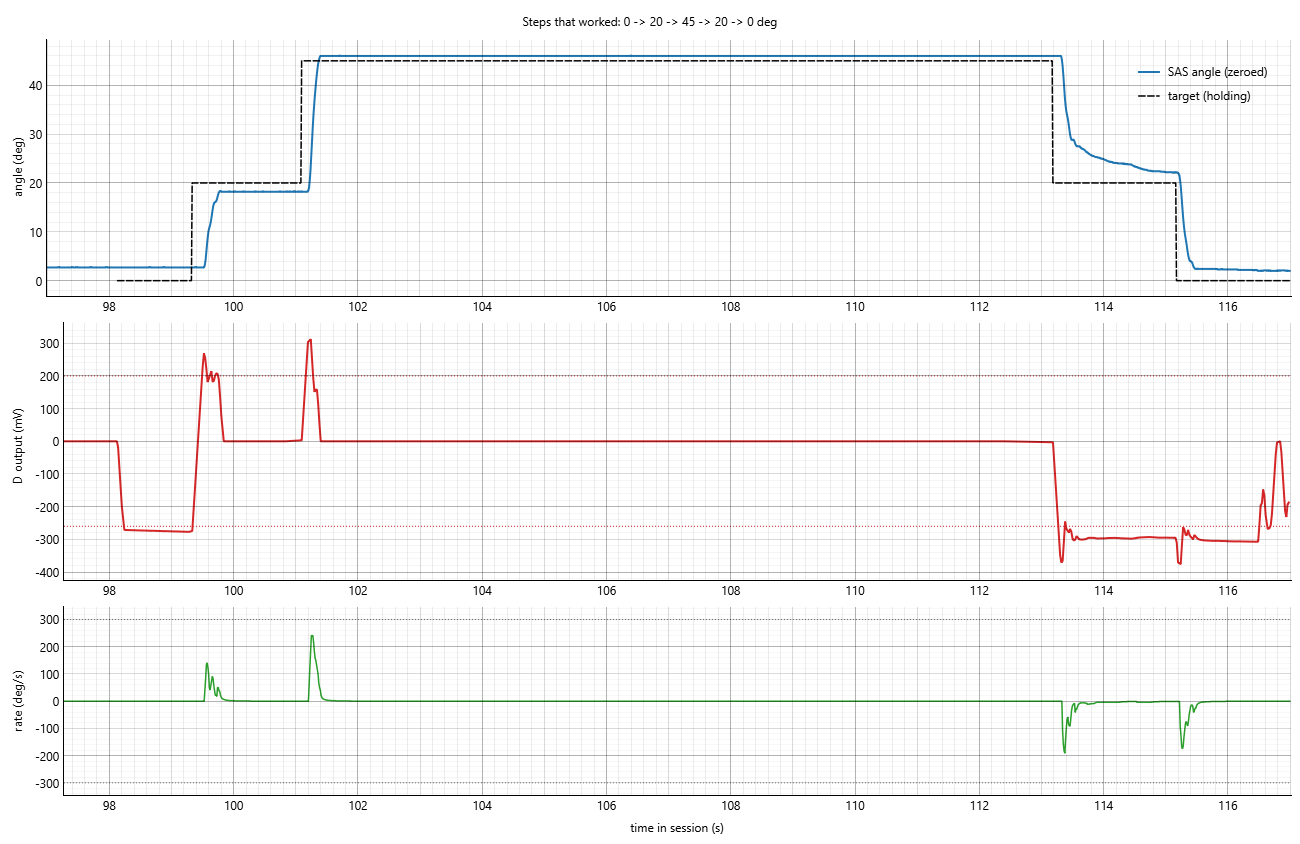 Steps that worked: 0 -> 20 -> 45 -> 20 -> 0 deg
angle (deg)
40
30
20
10
0
SAS angle (zeroed)
target (holding)
98 100 102 104 106 108 110 112 114 116
D output (mV)
300
200
100
0
-100
-200
-300
-400
98 100 102 104 106 108 110 112 114 116
rate (deg/s)
300
200
100
0
-100
-200
-300
98 100 102 104 106 108 110 112 114 116
time in session (s)